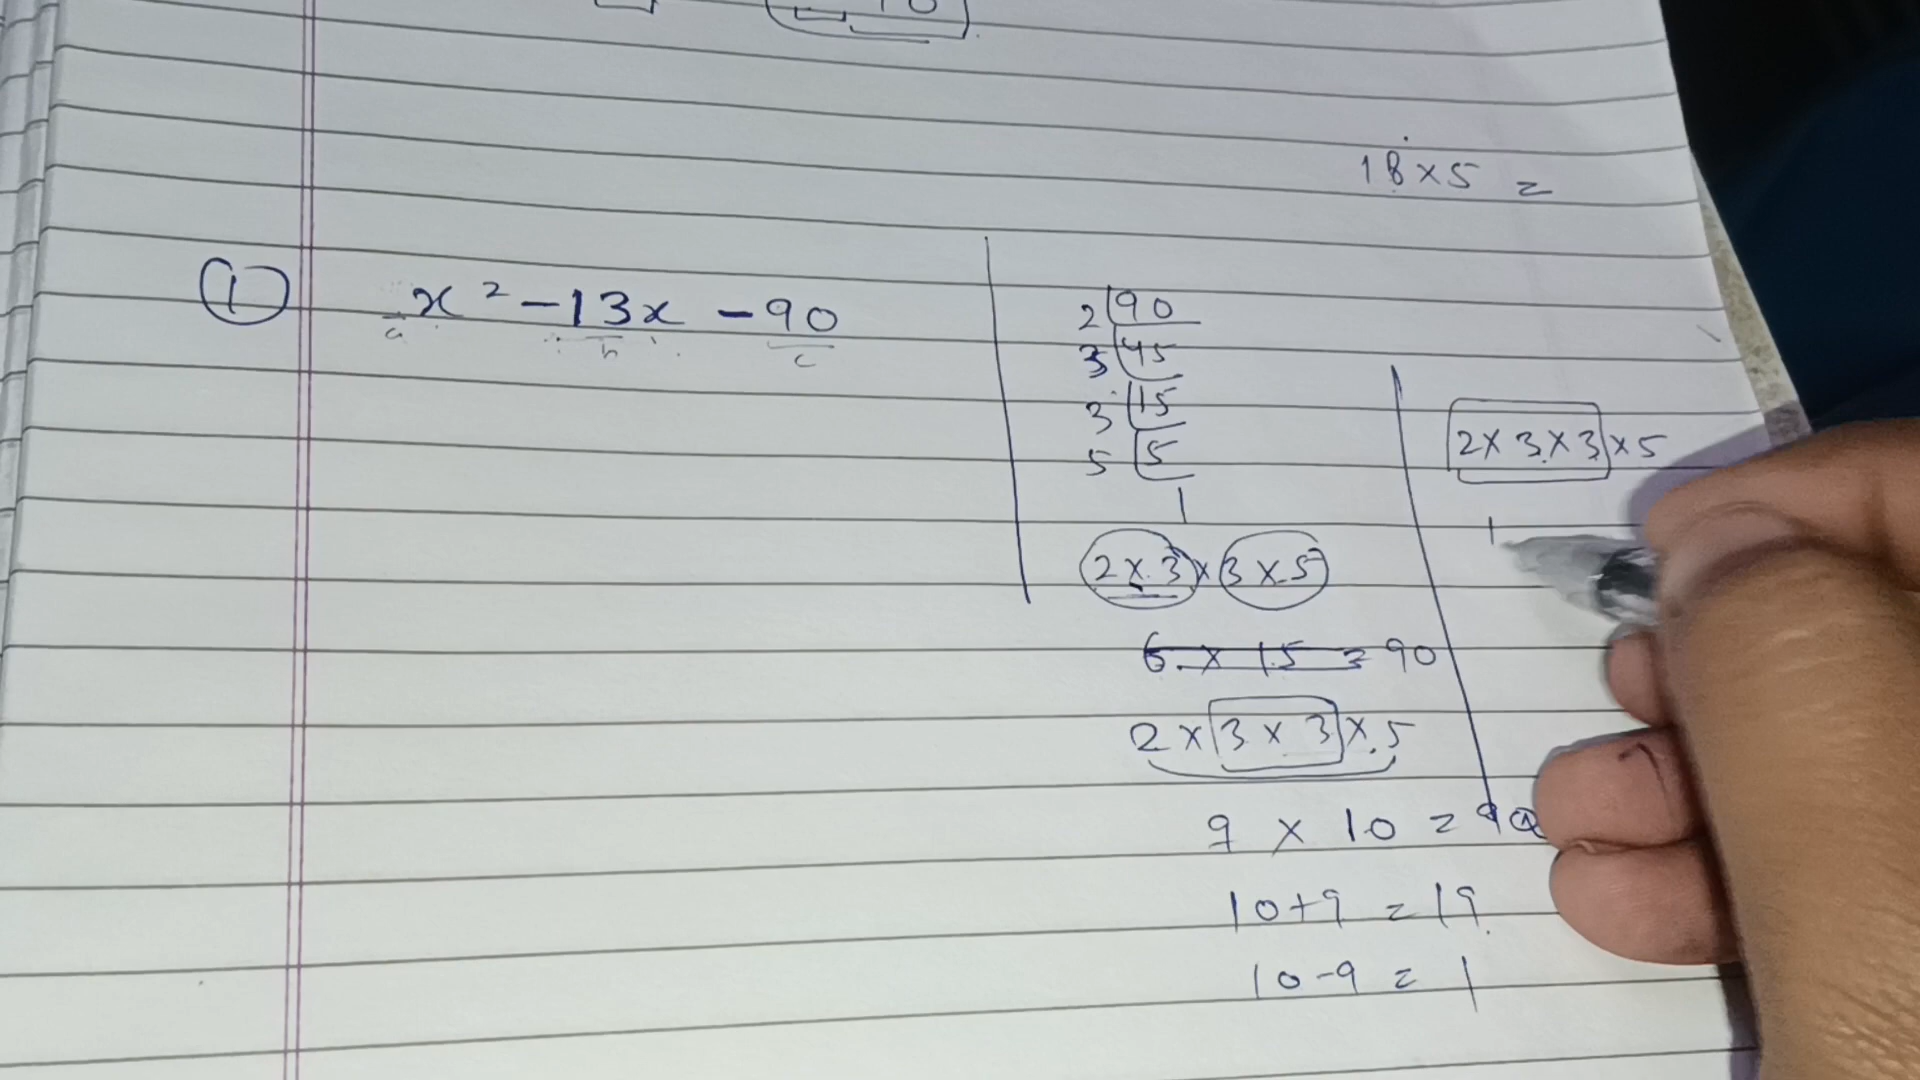 18 × 5 =
① x² - 13x - 90
a b c
2 | 90
3 | 45
3 | 15
5 | 5
1
2 × 3 × 3 × 5
6 × 15 = 90
2 × 3 × 3 × 5
9 × 10 = 90
10 + 9 = 19
10 - 9 = 1
2 × 3 × 3 × 5
1